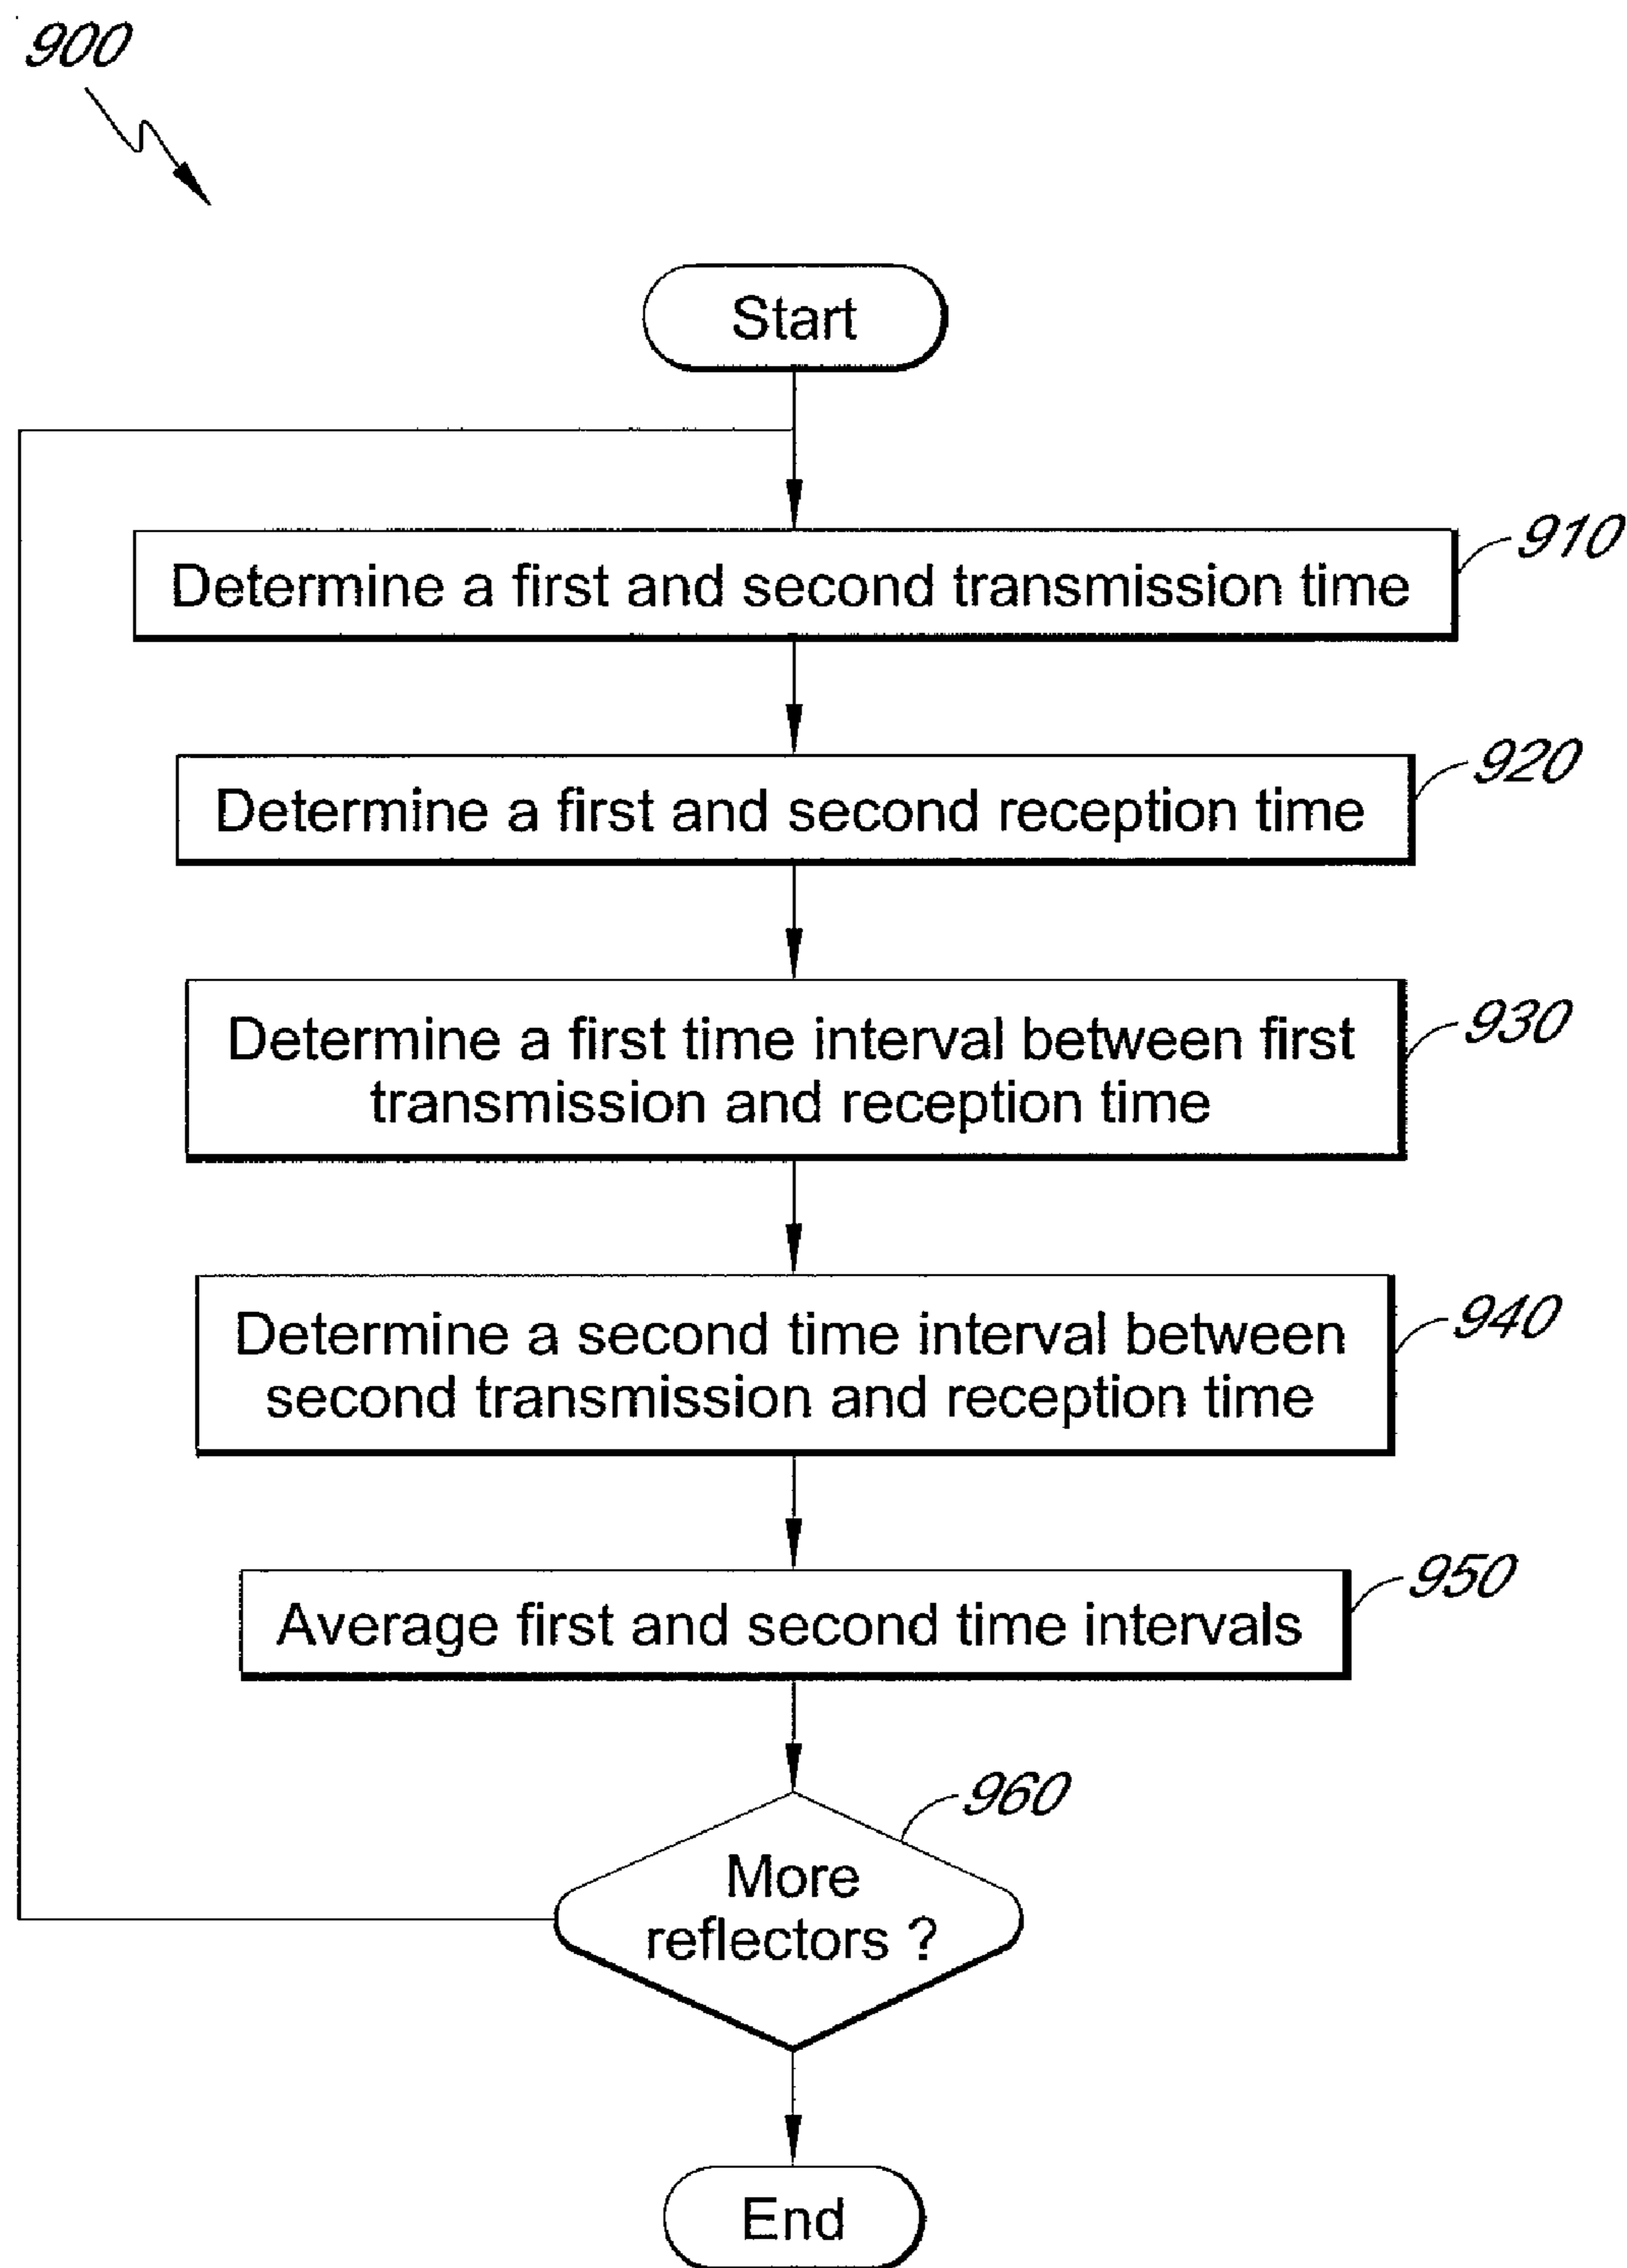 900
Start
Determine a first and second transmission time
910
Determine a first and second reception time
920
Determine a first time interval between first
transmission and reception time
930
Determine a second time interval between
second transmission and reception time
940
Average first and second time intervals
950
More
reflectors ?
960
End